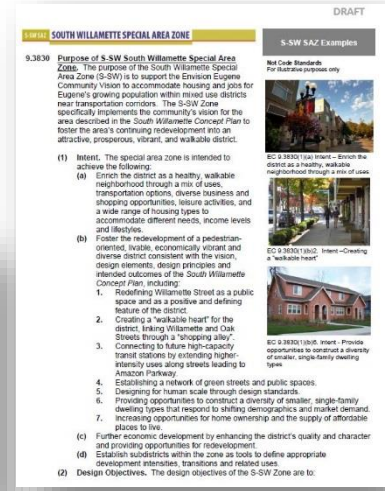 DRAFT
S-SW SAZ SOUTH WILLAMETTE SPECIAL AREA ZONE
9.3830 Purpose of S-SW South Willamette Special Area
Zone. The purpose of the South Willamette Special
Area Zone (S-SW) is to support the Envision Eugene
Community Vision to accommodate housing and jobs for
Eugene's growing population within mixed use districts
near transportation corridors. The S-SW Zone
specifically implements the community's vision for the
area described in the South Willamette Concept Plan to
foster the area's continuing redevelopment into an
attractive, prosperous, vibrant, and walkable district.
(1) Intent. The special area zone is intended to
achieve the following:
(a) Enrich the district as a healthy, walkable
neighborhood through a mix of uses,
transportation options, diverse business and
shopping opportunities, leisure activities, and
a wide range of housing types to
accommodate different needs, income levels
and lifestyles.
(b) Foster the redevelopment of a pedestrian-
oriented, livable, economically vibrant and
diverse district consistent with the vision,
design elements, design principles and
intended outcomes of the South Willamette
Concept Plan, including:
1. Redefining Willamette Street as a public
space and as a positive and defining
feature of the district.
2. Creating a "walkable heart" for the
district, linking Willamette and Oak
Streets through a "shopping alley".
3. Connecting to future high-capacity
transit stations by extending higher-
intensity uses along streets leading to
Amazon Parkway.
4. Establishing a network of green streets and public spaces.
5. Designing for human scale through design standards.
6. Providing opportunities to construct a diversity of smaller, single-family
dwelling types that respond to shifting demographics and market demand.
7. Increasing opportunities for home ownership and the supply of affordable
places to live.
(c) Further economic development by enhancing the district's quality and character
and providing opportunities for redevelopment.
(d) Establish subdistricts within the zone as tools to define appropriate
development intensities, transitions and related uses.
(2) Design Objectives. The design objectives of the S-SW Zone are to:
S-SW SAZ Examples
Not Code Standards
For illustrative purposes only
EC 9.3830(1)(a) Intent – Enrich the
district as a healthy, walkable
neighborhood through a mix of uses
EC 9.3830(1)(b)2. Intent –Creating
a "walkable heart"
EC 9.3830(1)(b)6. Intent - Provide
opportunities to construct a diversity
of smaller, single-family dwelling
types